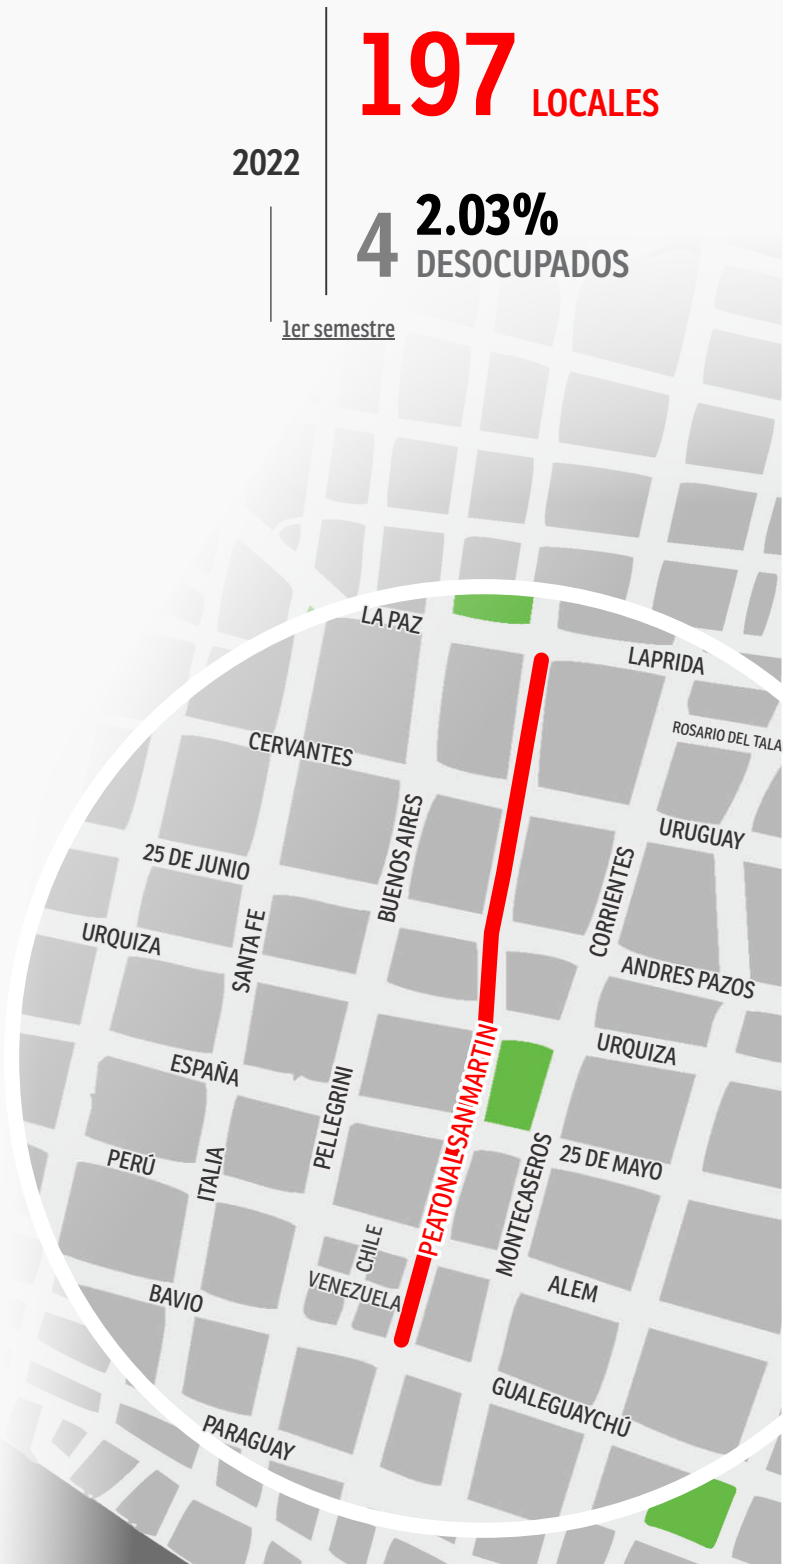 197 LOCALES
2022
4 2.03%
DESOCUPADOS
1er semestre
LA PAZ
LAPRIDA
ROSARIO DEL TALA
CERVANTES
URUGUAY
BUENOS AIRES
25 DE JUNIO
CORRIENTES
SANTA FE
URQUIZA
ANDRES PAZOS
URQUIZA
ESPAÑA
PEATONAL SAN MARTIN
PELLEGRINI
PERÚ
ITALIA
25 DE MAYO
MONTECASEROS
CHILE
VENEZUELA
BAVIO
ALEM
GUALEGUAYCHÚ
PARAGUAY